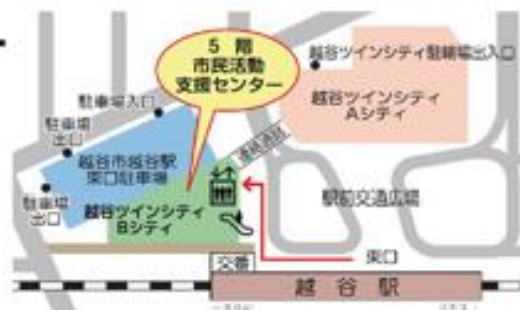 5 階
市民活動
支援センター
越谷ツインシティ駐輪場出入口
越谷ツインシティ
Aシティ
駐車場入口
駐車場
出口
越谷市越谷駅
東口駐車場
連絡通路
駐車場
出口
越谷ツインシティ
Bシティ
駅前交通広場
東口
交番
越谷駅